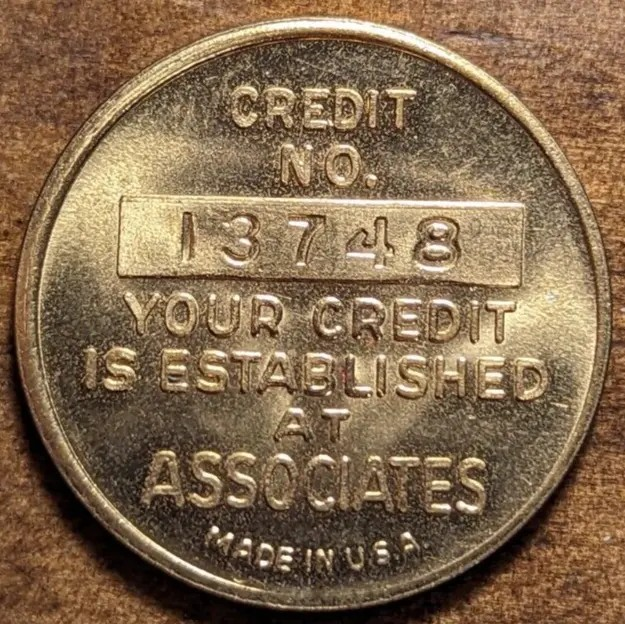 CREDIT
NO.
13748
YOUR CREDIT
IS ESTABLISHED
AT
ASSOCIATES
MADE IN U.S.A.